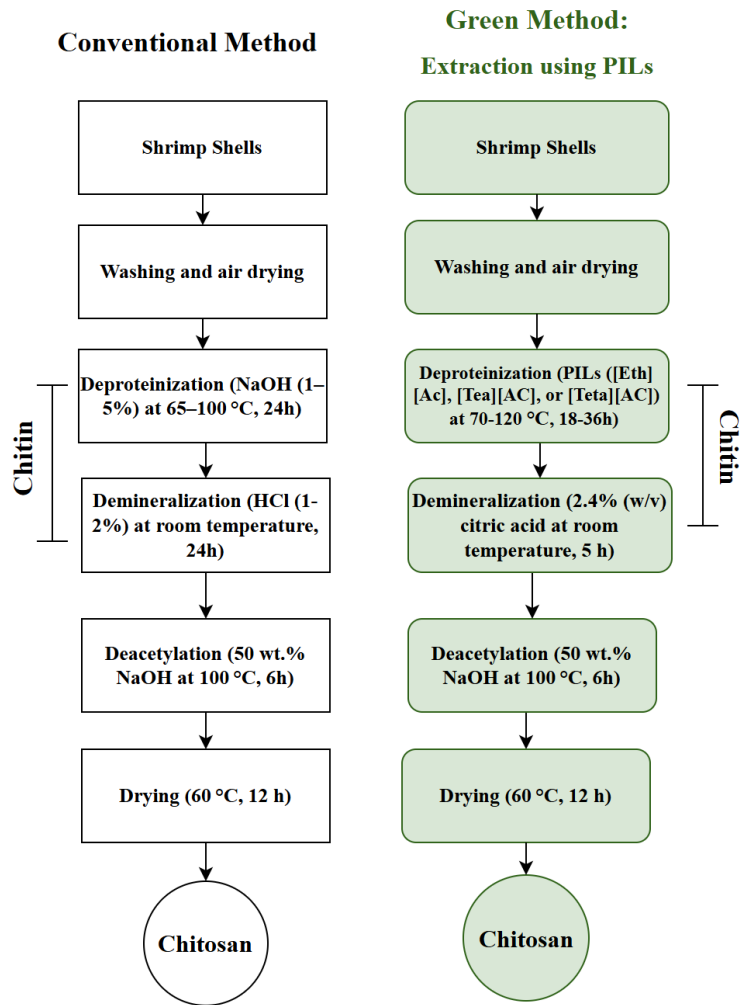 Conventional Method
Shrimp Shells
Washing and air drying
Deproteinization (NaOH (1–
5%) at 65–100 °C, 24h)
Chitin
Demineralization (HCl (1-
2%) at room temperature,
24h)
Deacetylation (50 wt.%
NaOH at 100 °C, 6h)
Drying (60 °C, 12 h)
Chitosan
Green Method:
Extraction using PILs
Shrimp Shells
Washing and air drying
Deproteinization (PILs ([Eth]
[Ac], [Tea][AC], or [Teta][AC])
at 70-120 °C, 18-36h)
Chitin
Demineralization (2.4% (w/v)
citric acid at room
temperature, 5 h)
Deacetylation (50 wt.%
NaOH at 100 °C, 6h)
Drying (60 °C, 12 h)
Chitosan